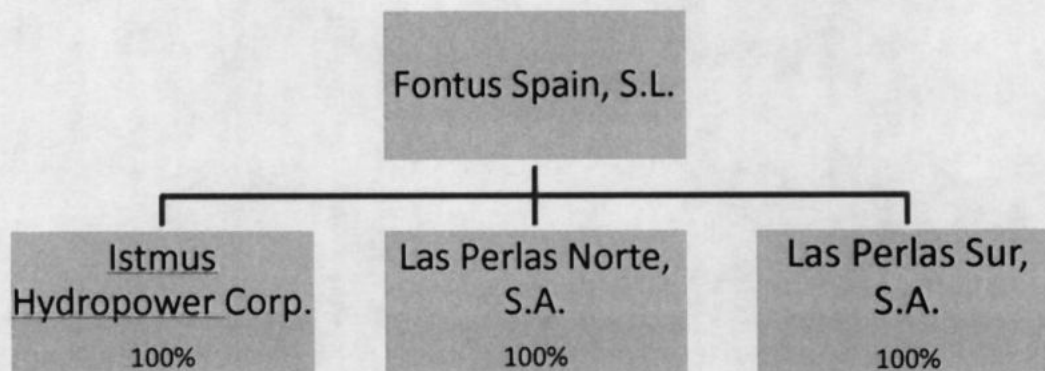 Fontus Spain, S.L.
Istmus
Hydropower Corp.
100%
Las Perlas Norte,
S.A.
100%
Las Perlas Sur,
S.A.
100%